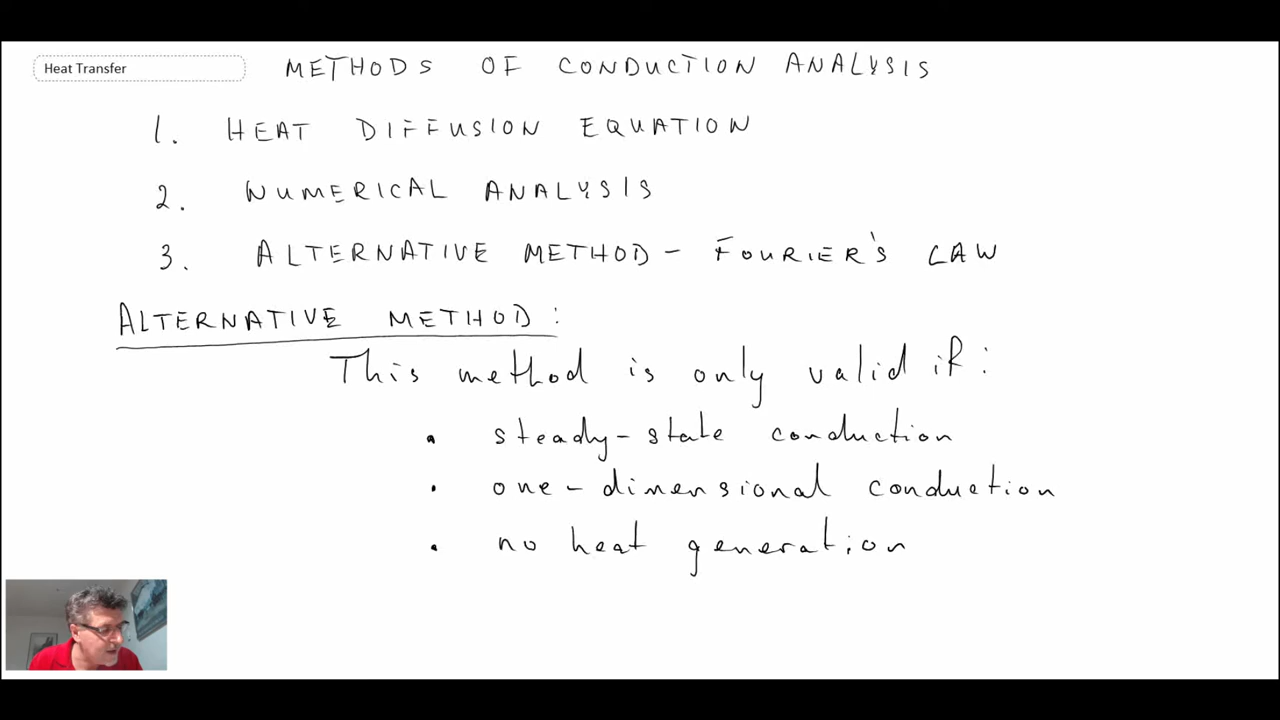 Heat Transfer
METHODS OF CONDUCTION ANALYSIS
1. HEAT DIFFUSION EQUATION
2. NUMERICAL ANALYSIS
3. ALTERNATIVE METHOD - FOURIER'S LAW
ALTERNATIVE METHOD:
This method is only valid if:
• steady-state conduction
• one-dimensional conduction
• no heat generation